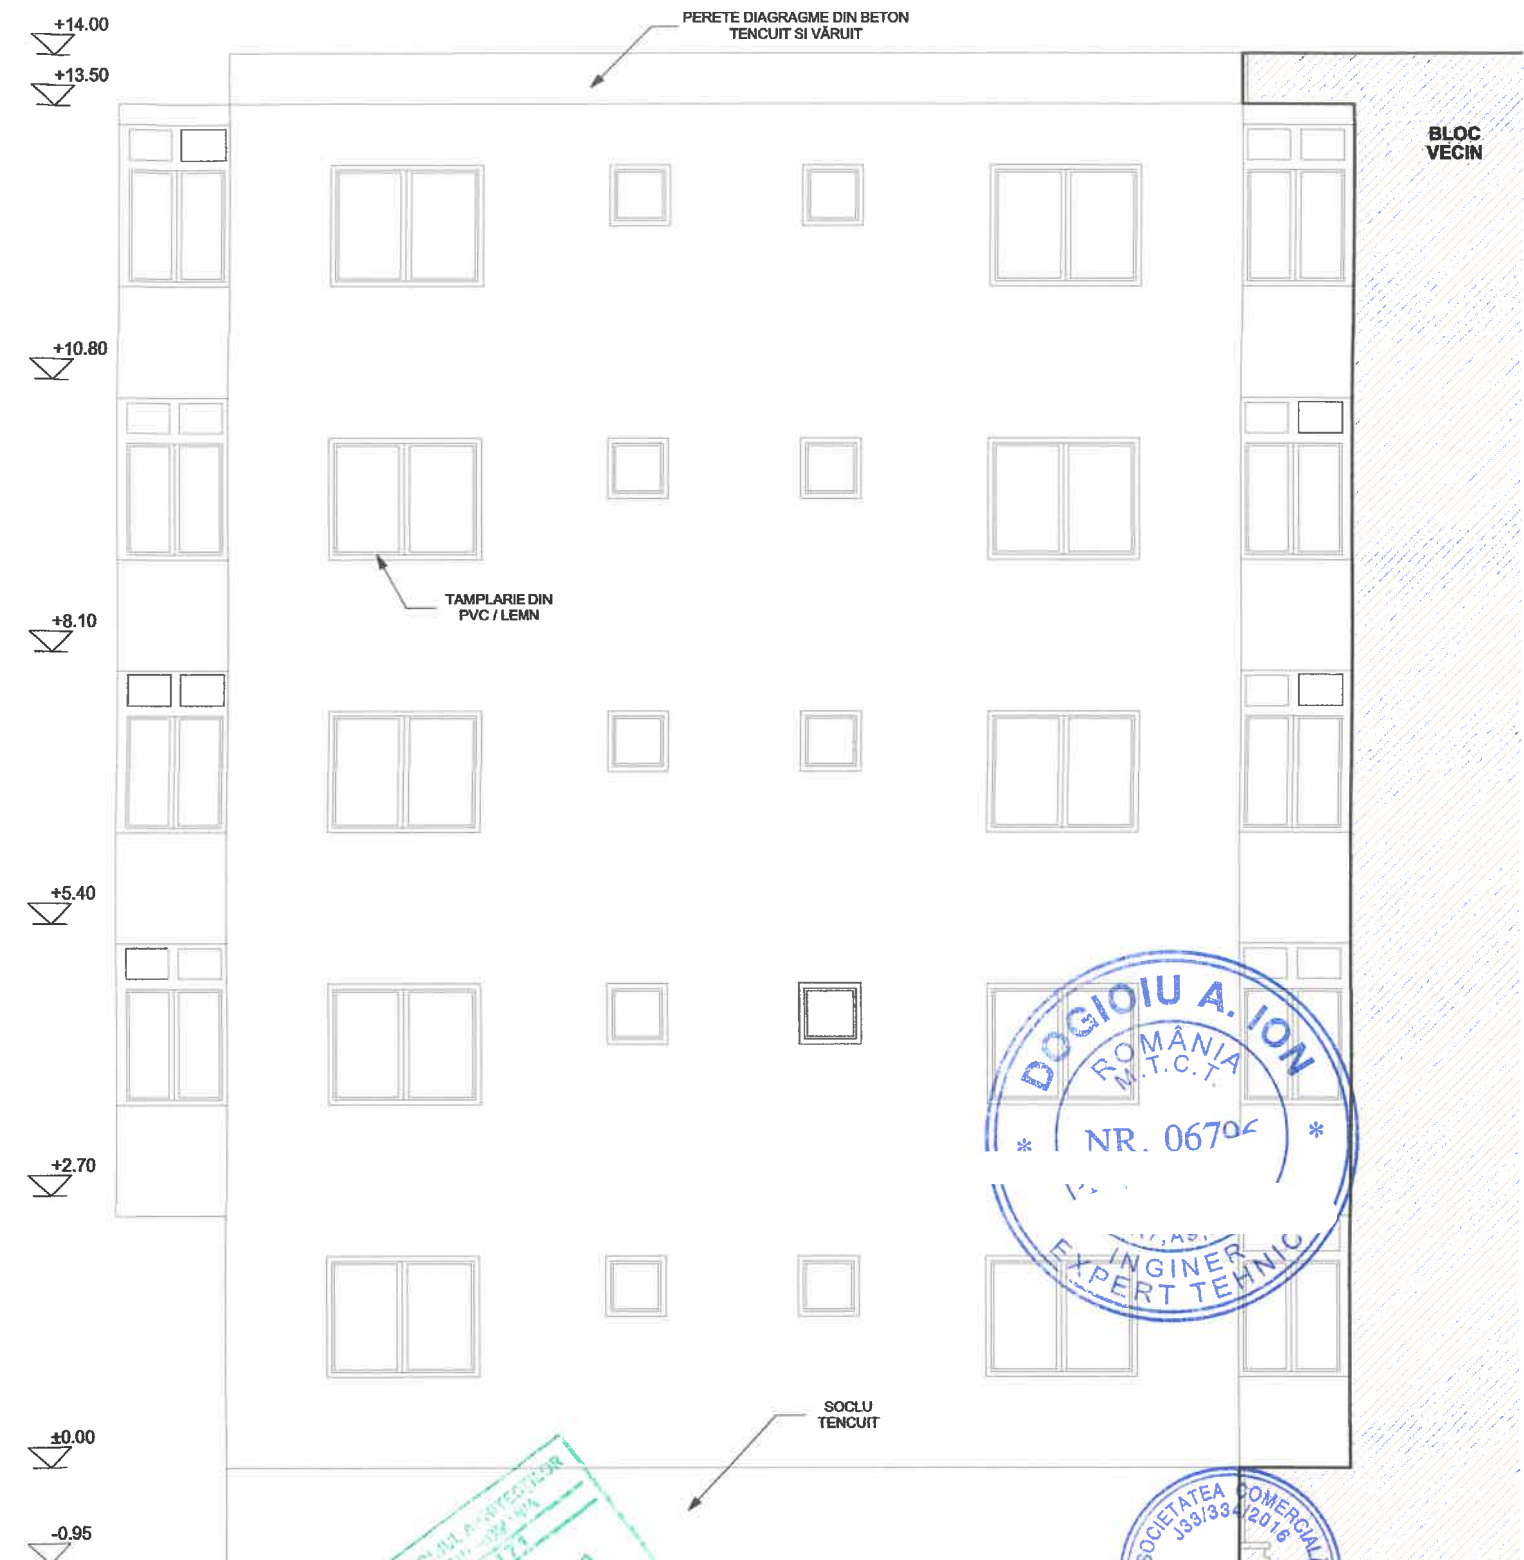 +14.00
PERETE DIAGRAGME DIN BETON
TENCUIT SI VĂRUIT
+13.50
BLOC
VECIN
+10.80
TAMPLARIE DIN
PVC / LEMN
+8.10
+5.40
DOGIOIU A. ION
ROMÂNIA
M.T.C.T.
* NR. *
+2.70
INGINER
EXPERT TEHNIC
SOCLU
TENCUIT
±0.00
SOCIETATEA COMERCIALA
J33/334/2016
-0.95